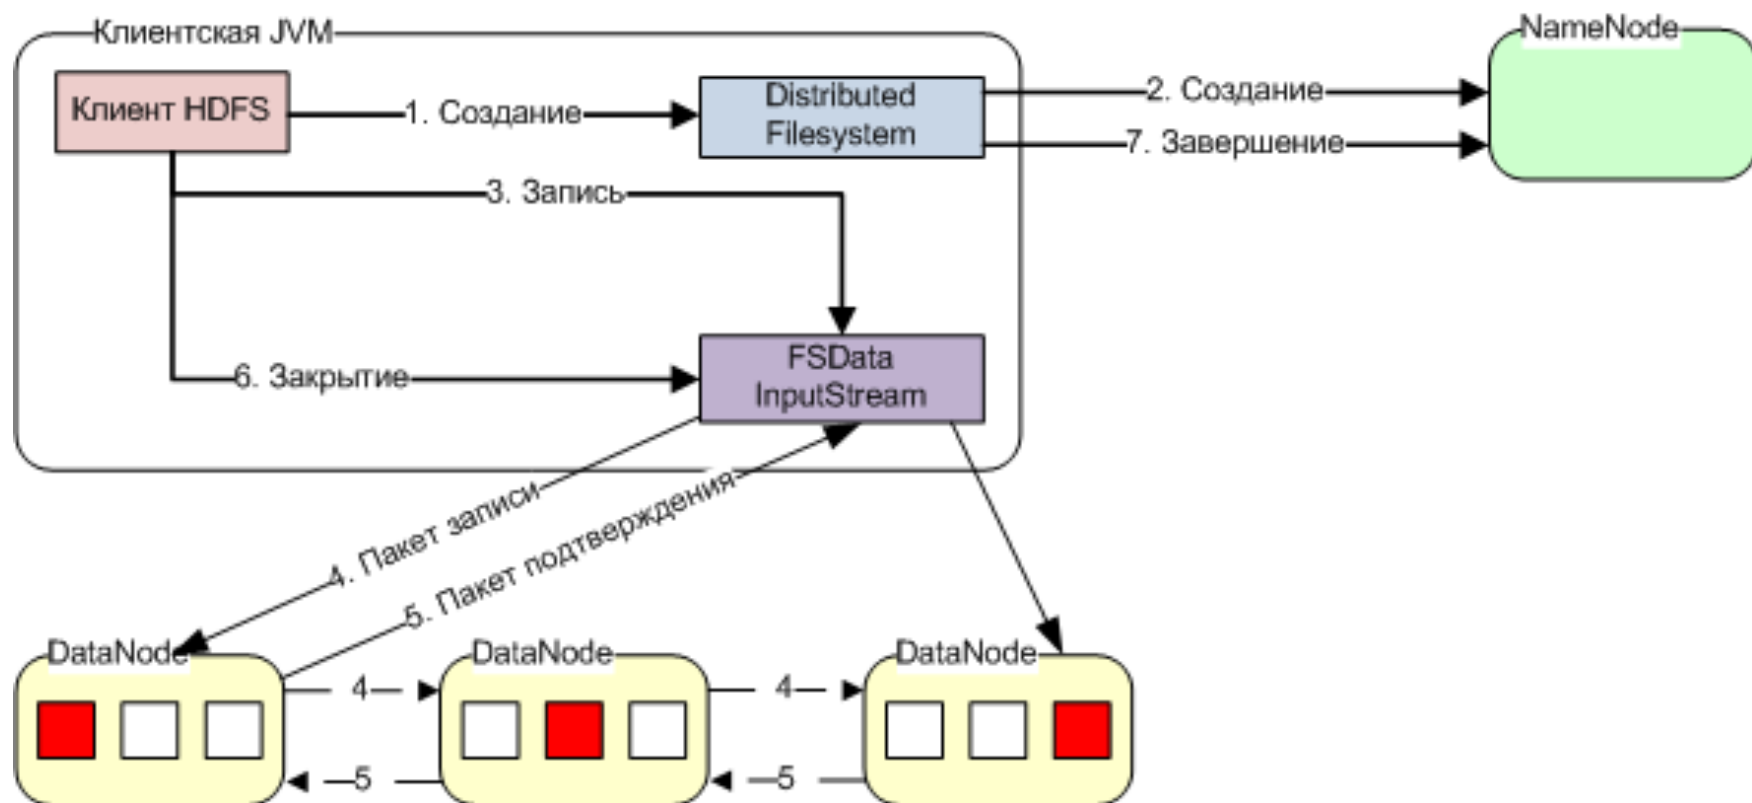 Клиентская JVM
NameNode
Клиент HDFS
1. Создание
Distributed
Filesystem
2. Создание
7. Завершение
3. Запись
FSData
InputStream
6. Закрытие
4. Пакет записи
5. Пакет подтверждения
DataNode
DataNode
DataNode
4
4
5
5